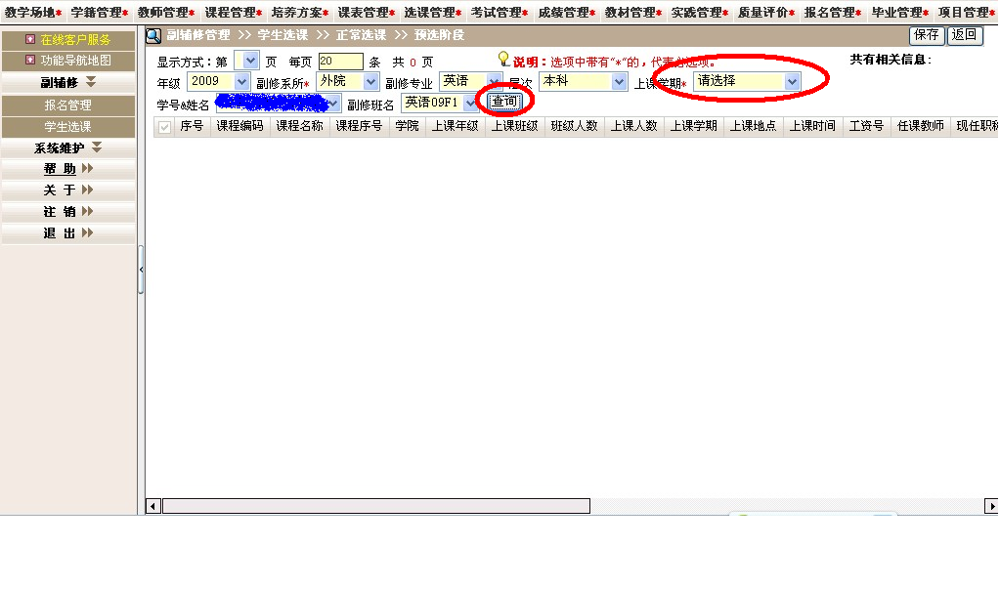 教学场地* 学籍管理* 教师管理* 课程管理* 培养方案* 课表管理* 选课管理* 考试管理* 成绩管理* 教材管理* 实践管理* 质量评价* 报名管理* 毕业管理* 项目管理*
在线客户服务
功能导航地图
副辅修
报名管理
学生选课
系统维护
帮 助
关 于
注 销
退 出
副辅修管理 >> 学生选课 >> 正常选课 >> 预选阶段 保存 返回
显示方式：第 页 每页 20 条 共 0 页 说明：选项中带有"*"的，代表必选项。 共有相关信息：
年级 2009 副修系所* 外院 副修专业 英语 层次 本科 上课学期* 请选择
学号&姓名 副修班名 英语09F1 查询
序号 课程编码 课程名称 课程序号 学院 上课年级 上课班级 班级人数 上课人数 上课学期 上课地点 上课时间 工资号 任课教师 现任职称